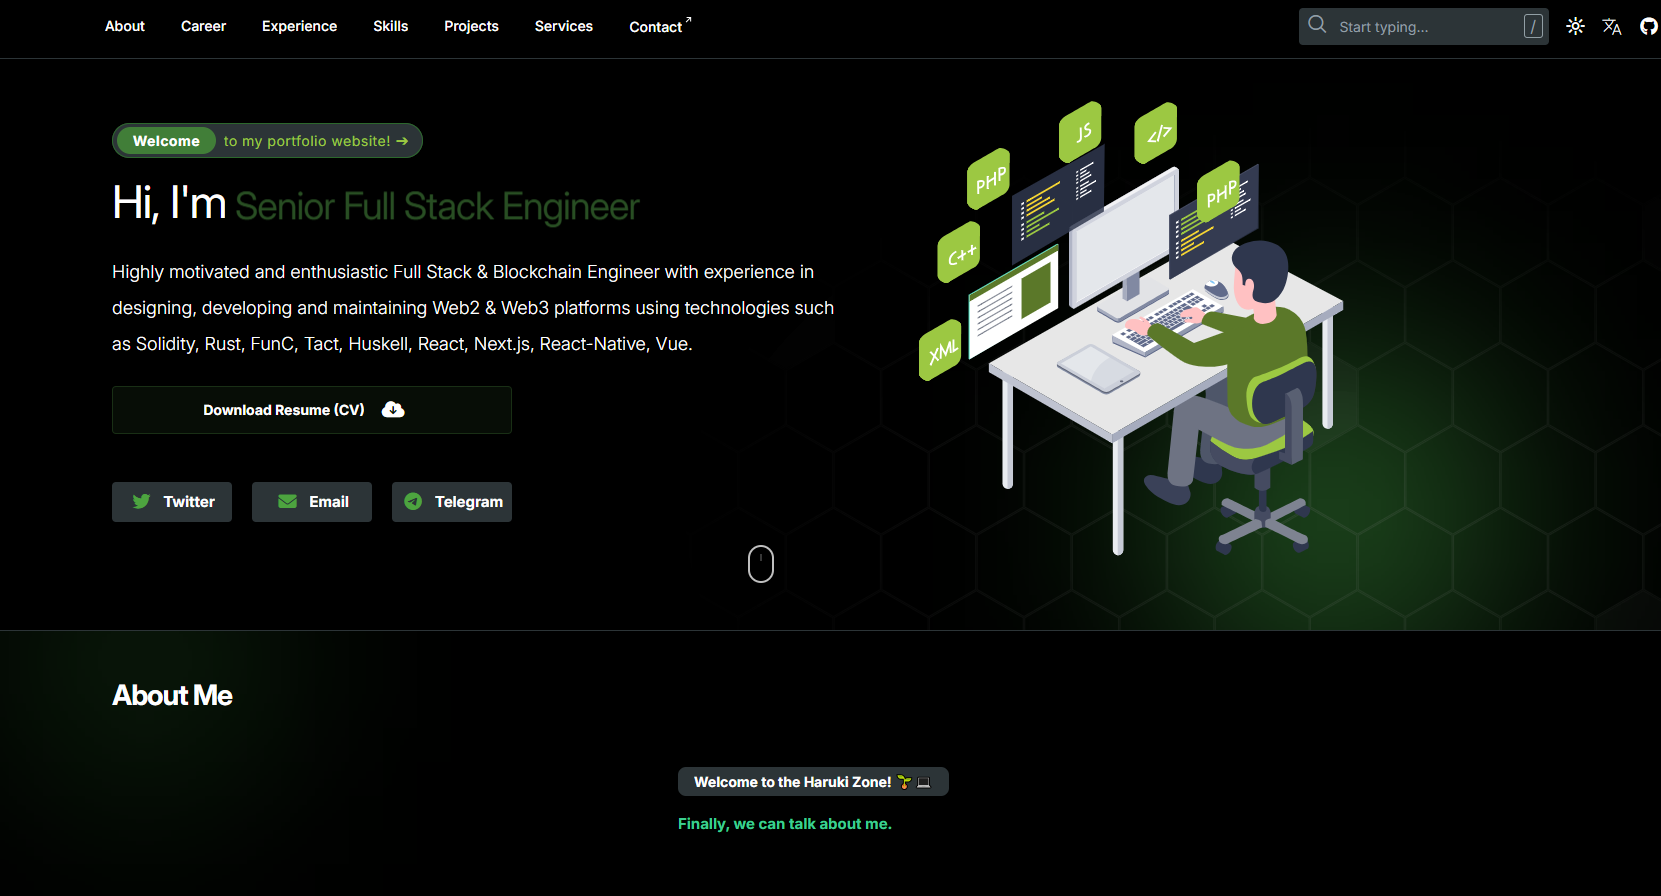 About Career Experience Skills Projects Services Contact
Start typing... /
Welcome to my portfolio website!
Hi, I'm Senior Full Stack Engineer
Highly motivated and enthusiastic Full Stack & Blockchain Engineer with experience in
designing, developing and maintaining Web2 & Web3 platforms using technologies such
as Solidity, Rust, FunC, Tact, Huskell, React, Next.js, React-Native, Vue.
Download Resume (CV)
Twitter Email Telegram
JS
</>
PHP
PHP
C++
XML
About Me
Welcome to the Haruki Zone! 🌱 💻
Finally, we can talk about me.